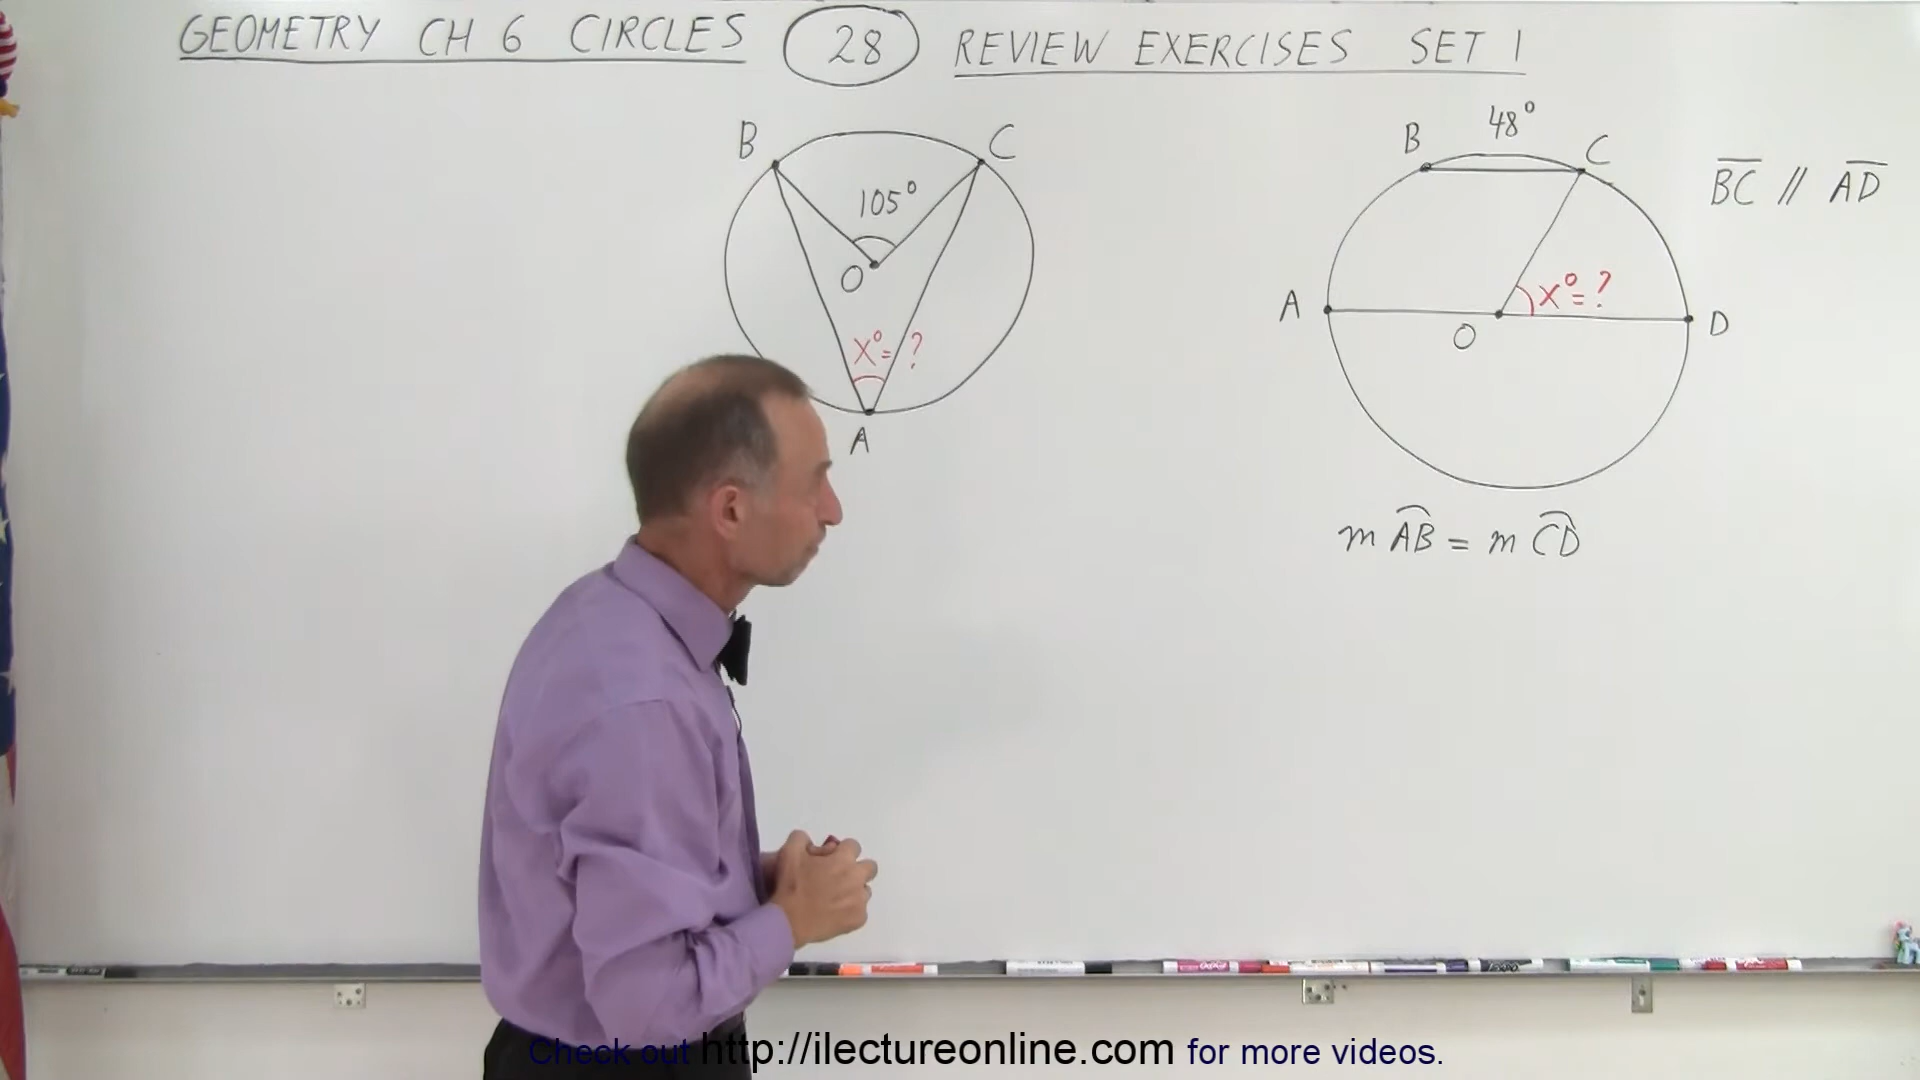 GEOMETRY CH 6 CIRCLES 28 REVIEW EXERCISES SET 1
B C
105°
O
X° = ?
A
48°
B C
BC // AD
A X° = ? D
O
m AB = m CD
Check out http://ilectureonline.com for more videos.